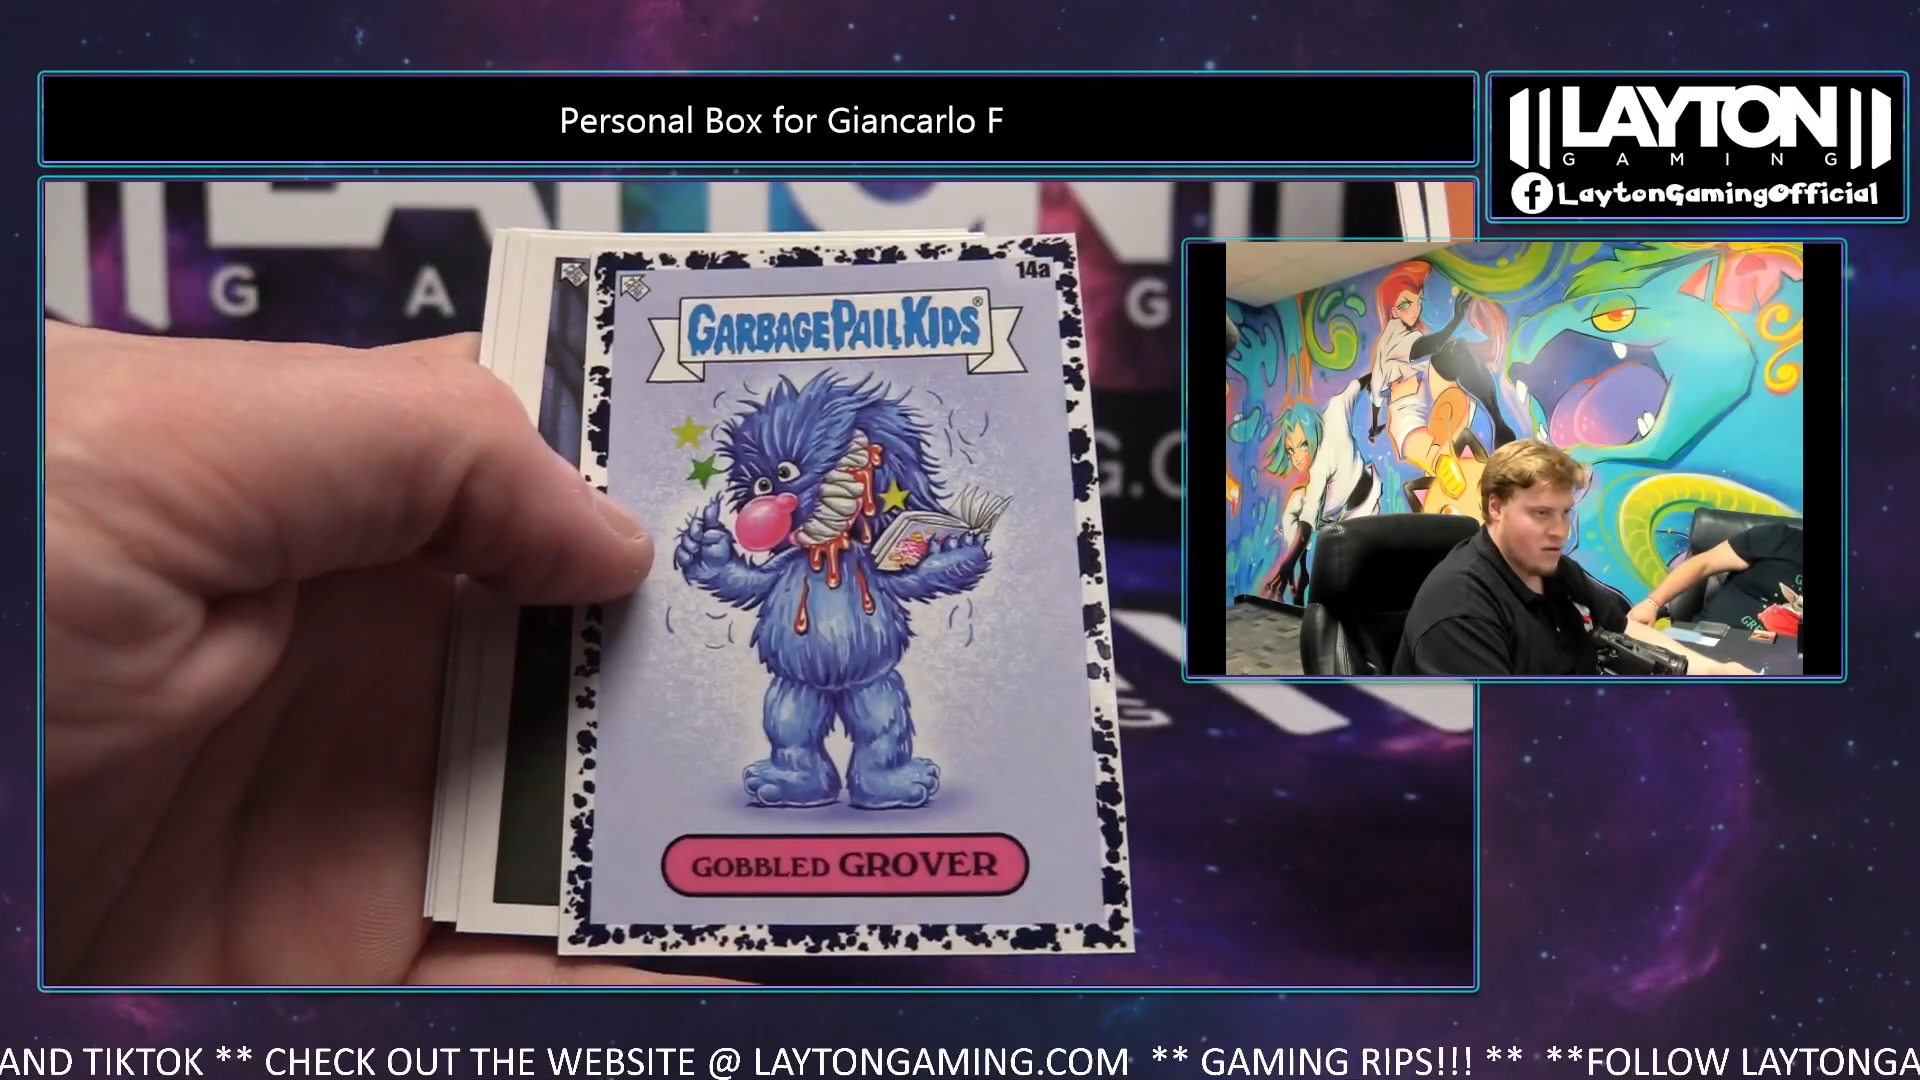 Personal Box for Giancarlo F
LAYTON
GAMING
LaytonGamingOfficial
G A G
14a
GARBAGE PAIL KIDS®
G.C
GOBBLED GROVER
G
AND TIKTOK ** CHECK OUT THE WEBSITE @ LAYTONGAMING.COM ** GAMING RIPS!!! ** **FOLLOW LAYTONGA